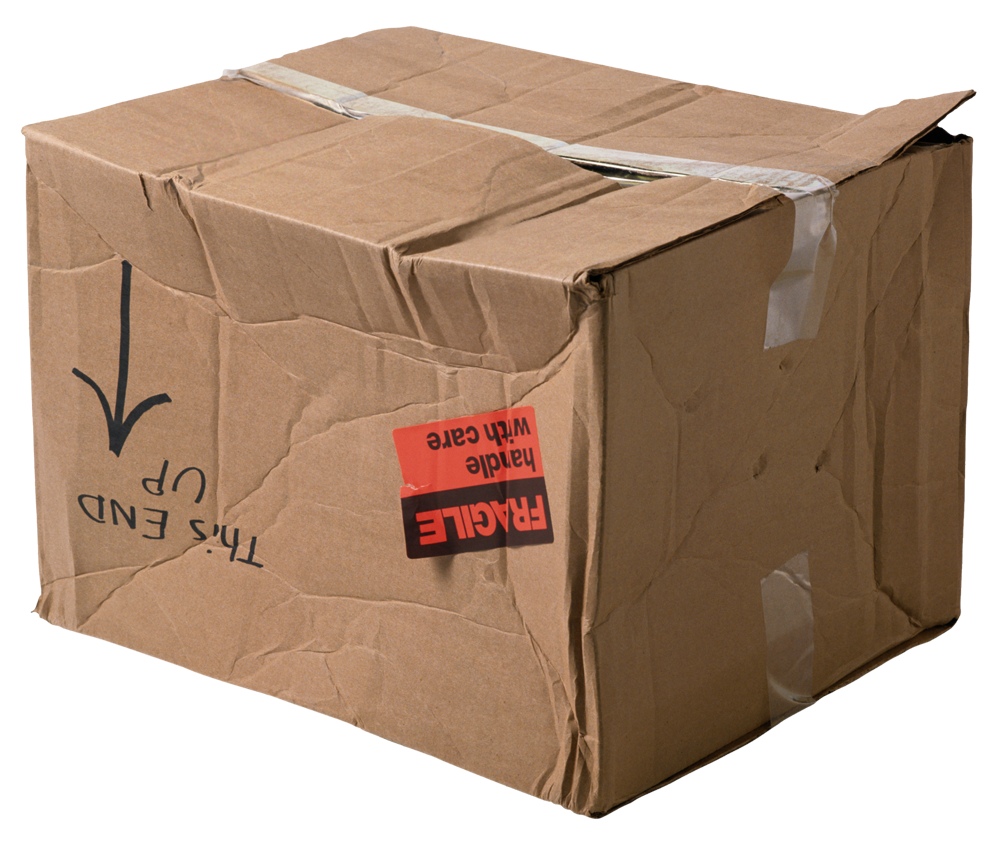 This END
UP
FRAGILE
handle
with care